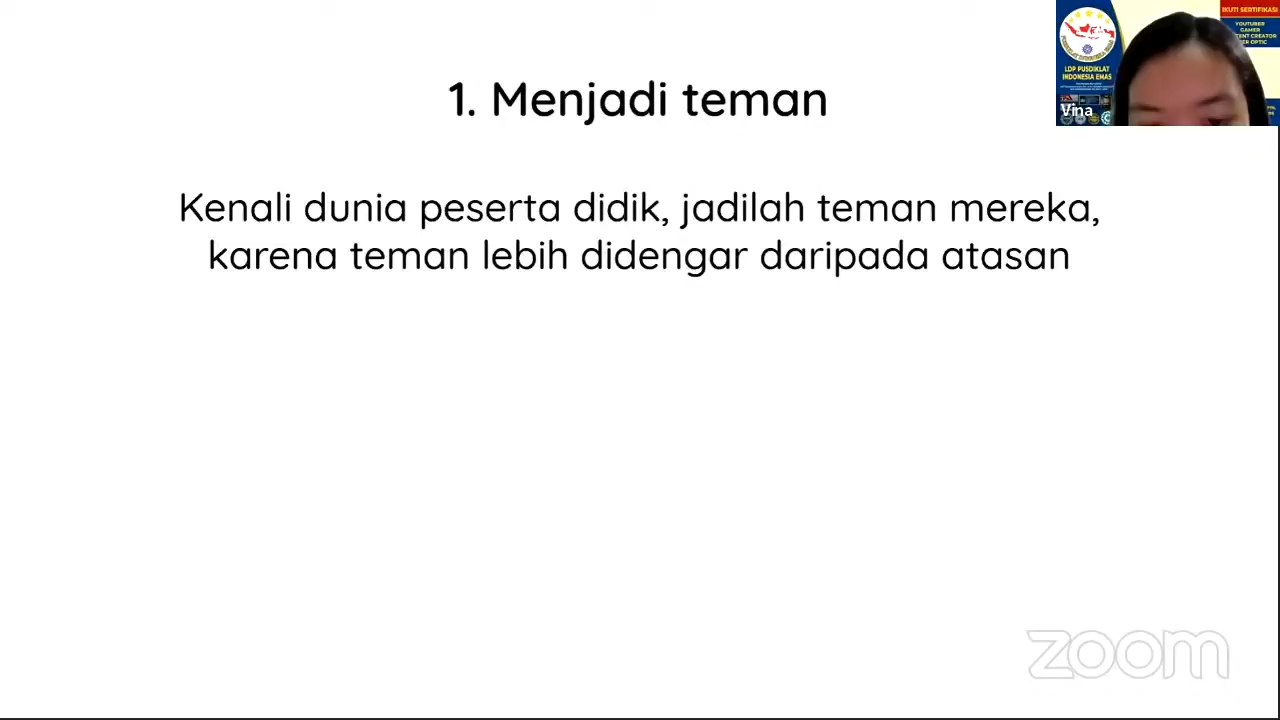 1. Menjadi teman
Kenali dunia peserta didik, jadilah teman mereka,
karena teman lebih didengar daripada atasan
IKUTI SERTIFIKASI
YOUTUBER
GAMER
LDP PUSDIKLAT
INDONESIA EMAS
Vina
zoom